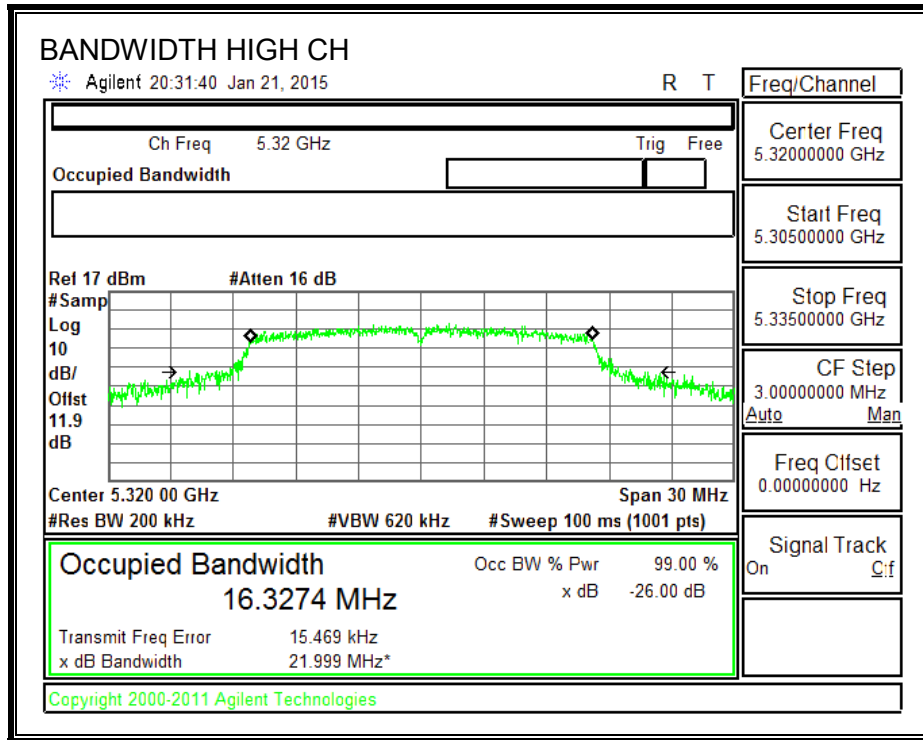 BANDWIDTH HIGH CH
Agilent 20:31:40 Jan 21, 2015 R T
Freq/Channel
Ch Freq 5.32 GHz Trig Free
Occupied Bandwidth
Center Freq
5.32000000 GHz
Start Freq
5.30500000 GHz
Stop Freq
5.33500000 GHz
CF Step
3.00000000 MHz
Auto Man
Freq Offset
0.00000000 Hz
Signal Track
On Off
Ref 17 dBm #Atten 16 dB
#Samp
Log
10
dB/
Offst
11.9
dB
Center 5.320 00 GHz Span 30 MHz
#Res BW 200 kHz #VBW 620 kHz #Sweep 100 ms (1001 pts)
Occupied Bandwidth Occ BW % Pwr 99.00 %
16.3274 MHz x dB -26.00 dB
Transmit Freq Error 15.469 kHz
x dB Bandwidth 21.999 MHz*
Copyright 2000-2011 Agilent Technologies